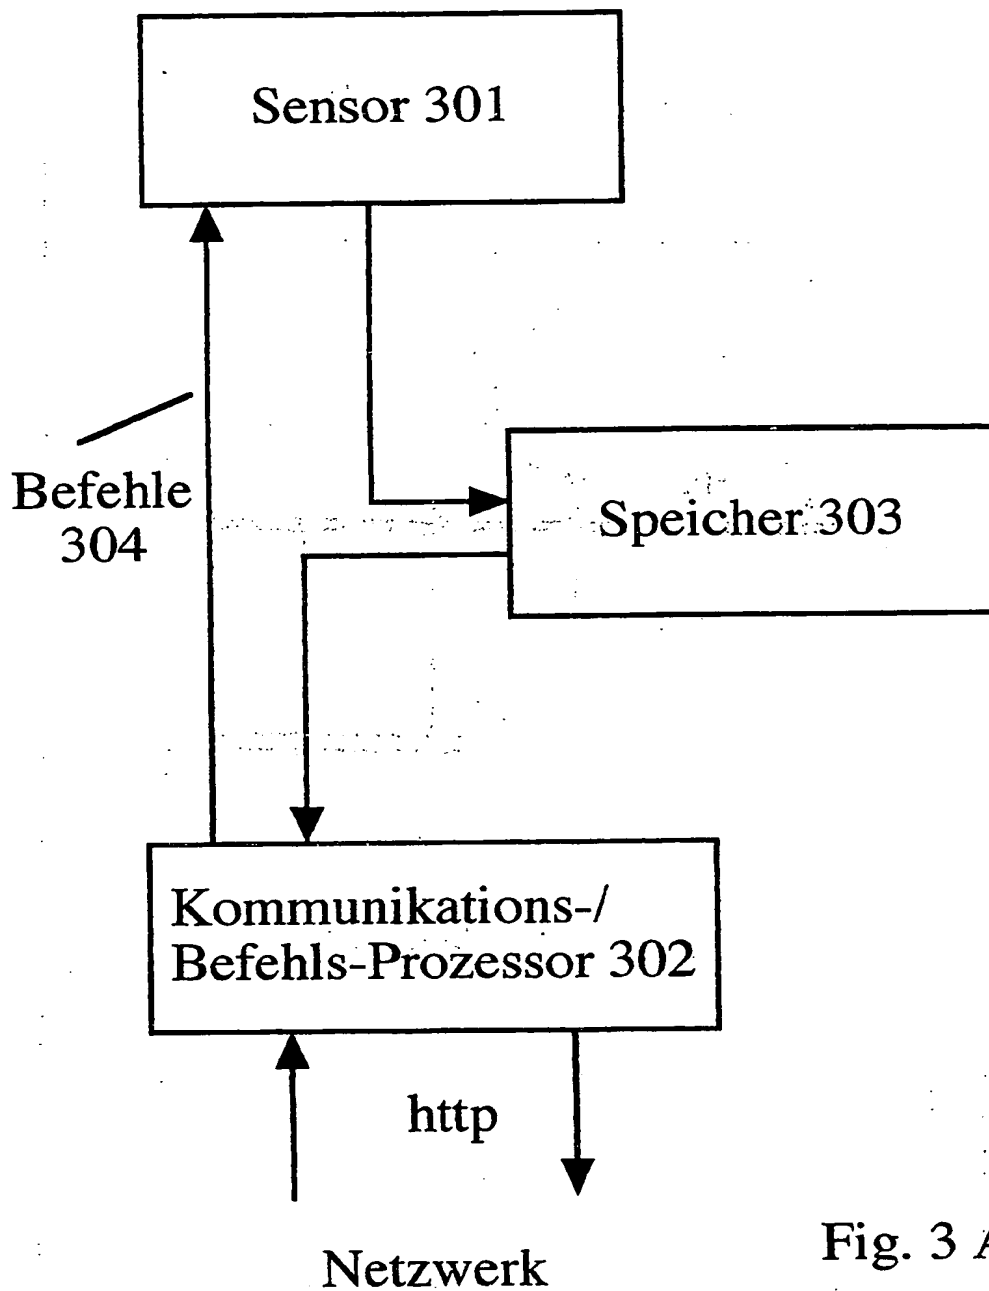 Sensor 301
Befehle
304
Speicher 303
Kommunikations-/
Befehls-Prozessor 302
http
Netzwerk
Fig. 3 A